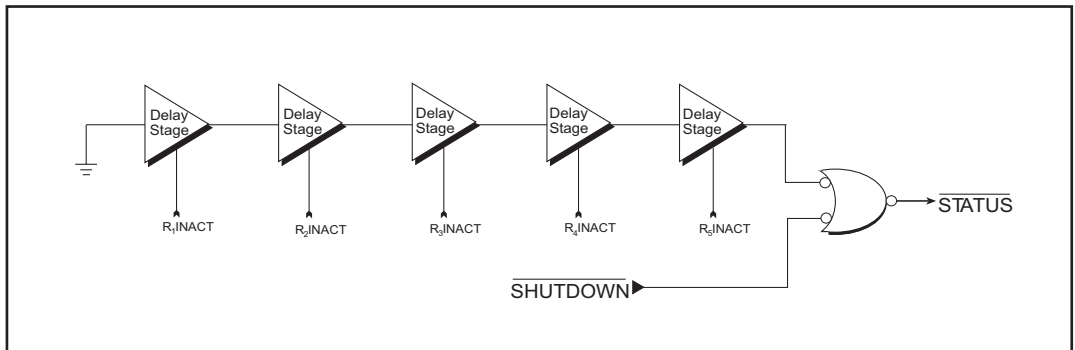 Delay
Stage
Delay
Stage
Delay
Stage
Delay
Stage
Delay
Stage
R₁INACT
R₂INACT
R₃INACT
R₄INACT
R₅INACT
STATUS
SHUTDOWN